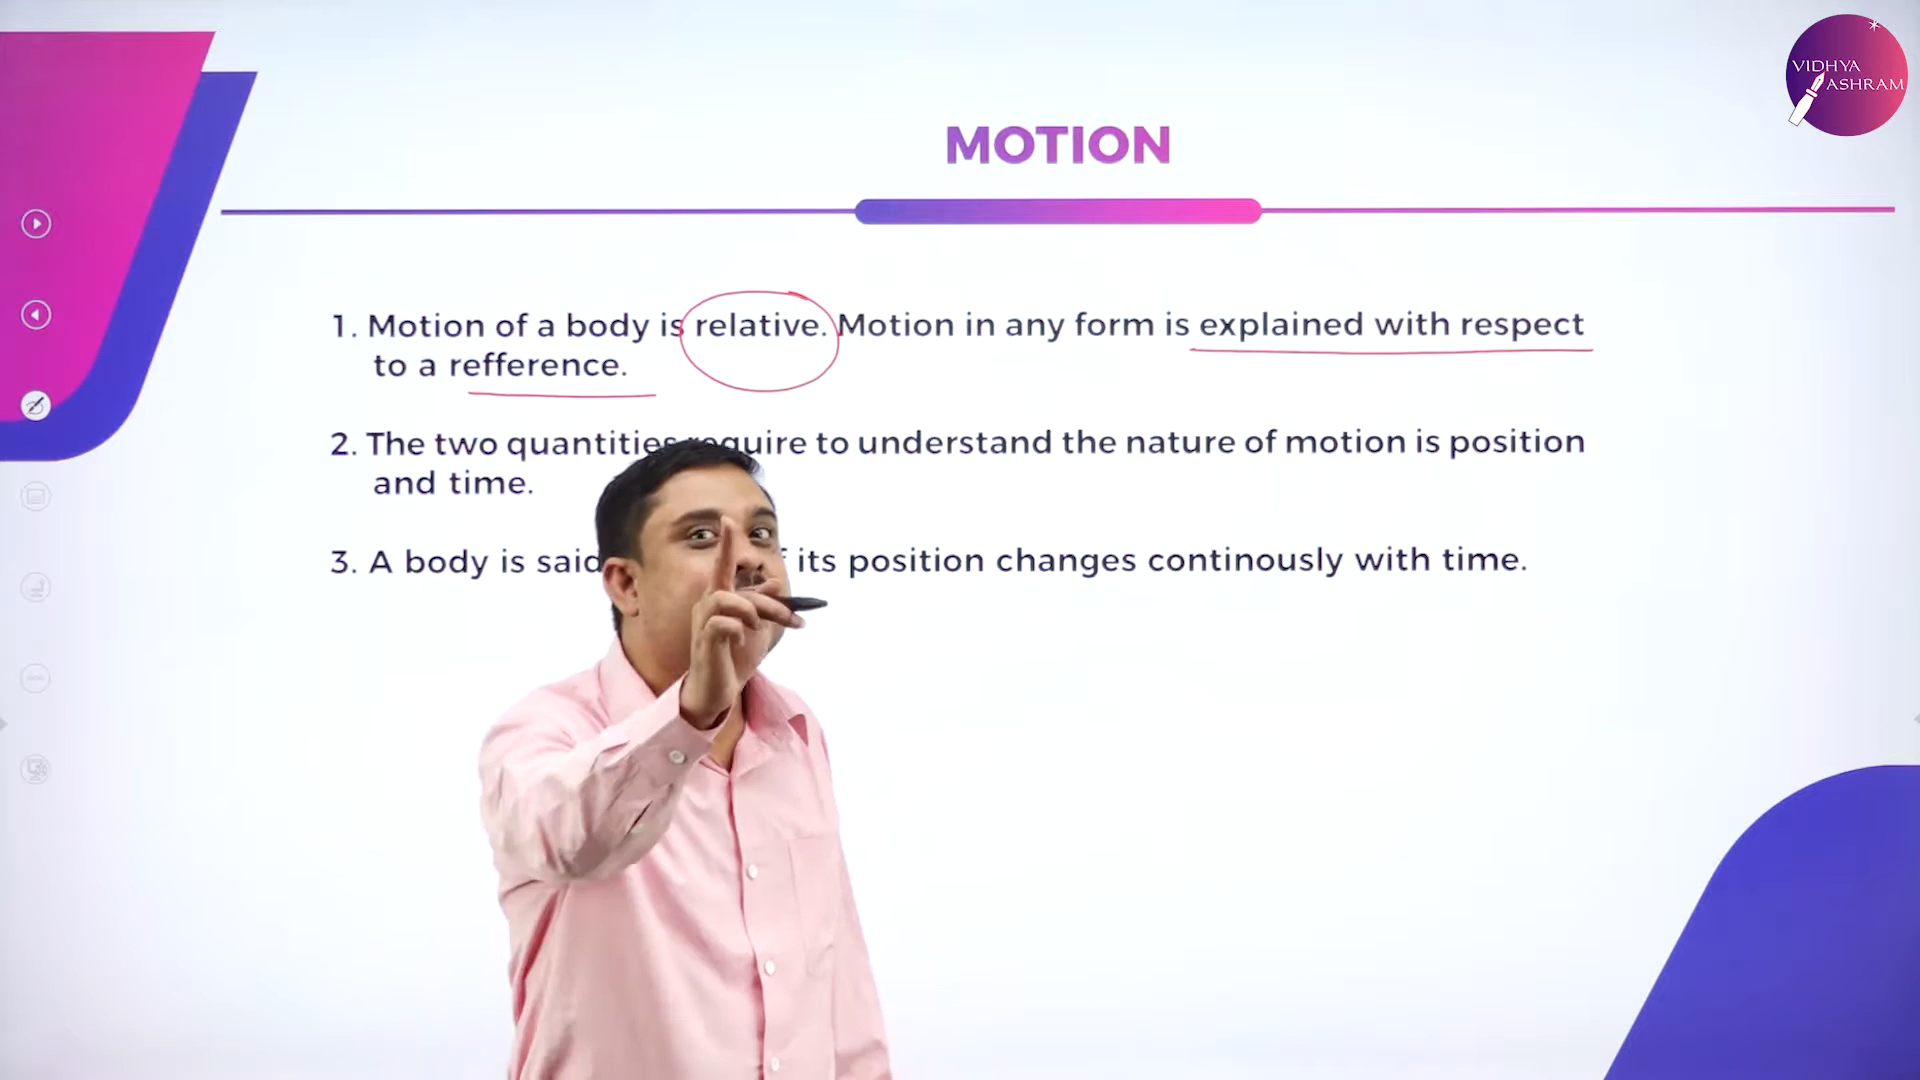 VIDHYA
ASHRAM
MOTION
1. Motion of a body is relative. Motion in any form is explained with respect
to a refference.
2. The two quantities require to understand the nature of motion is position
and time.
3. A body is said its position changes continously with time.